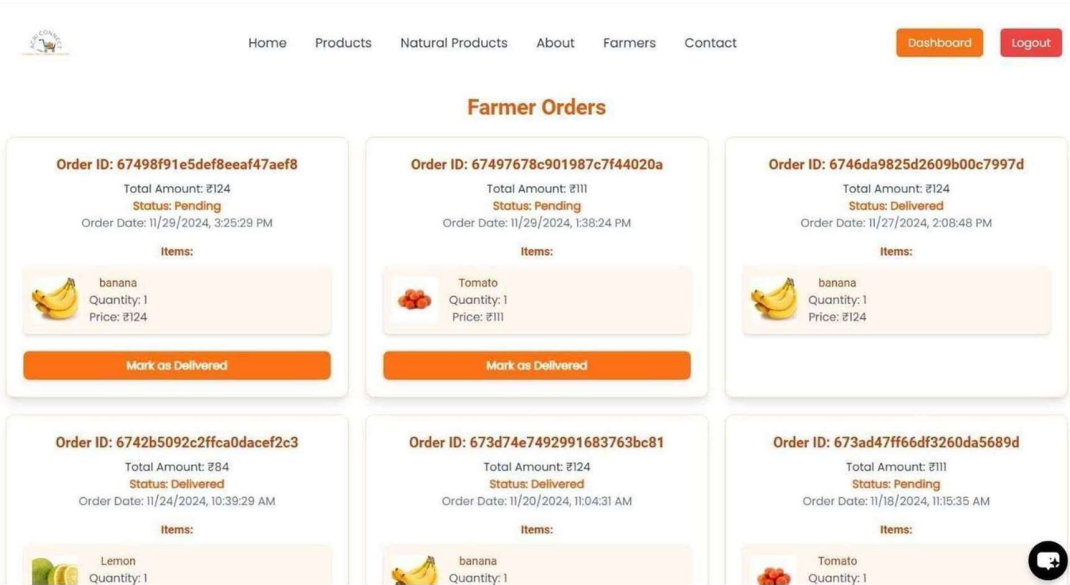 AGRI CONNECT
Home Products Natural Products About Farmers Contact Dashboard Logout
Farmer Orders
Order ID: 67498f91e5def8eeaf47aef8
Total Amount: ₹124
Status: Pending
Order Date: 11/29/2024, 3:25:29 PM
Items:
banana
Quantity: 1
Price: ₹124
Mark as Delivered
Order ID: 67497678c901987c7f44020a
Total Amount: ₹111
Status: Pending
Order Date: 11/29/2024, 1:38:24 PM
Items:
Tomato
Quantity: 1
Price: ₹111
Mark as Delivered
Order ID: 6746da9825d2609b00c7997d
Total Amount: ₹124
Status: Delivered
Order Date: 11/27/2024, 2:08:48 PM
Items:
banana
Quantity: 1
Price: ₹124
Order ID: 6742b5092c2ffca0dacef2c3
Total Amount: ₹84
Status: Delivered
Order Date: 11/24/2024, 10:39:29 AM
Items:
Lemon
Quantity: 1
Order ID: 673d74e7492991683763bc81
Total Amount: ₹124
Status: Delivered
Order Date: 11/20/2024, 11:04:31 AM
Items:
banana
Quantity: 1
Order ID: 673ad47ff66df3260da5689d
Total Amount: ₹111
Status: Pending
Order Date: 11/18/2024, 11:15:35 AM
Items:
Tomato
Quantity: 1